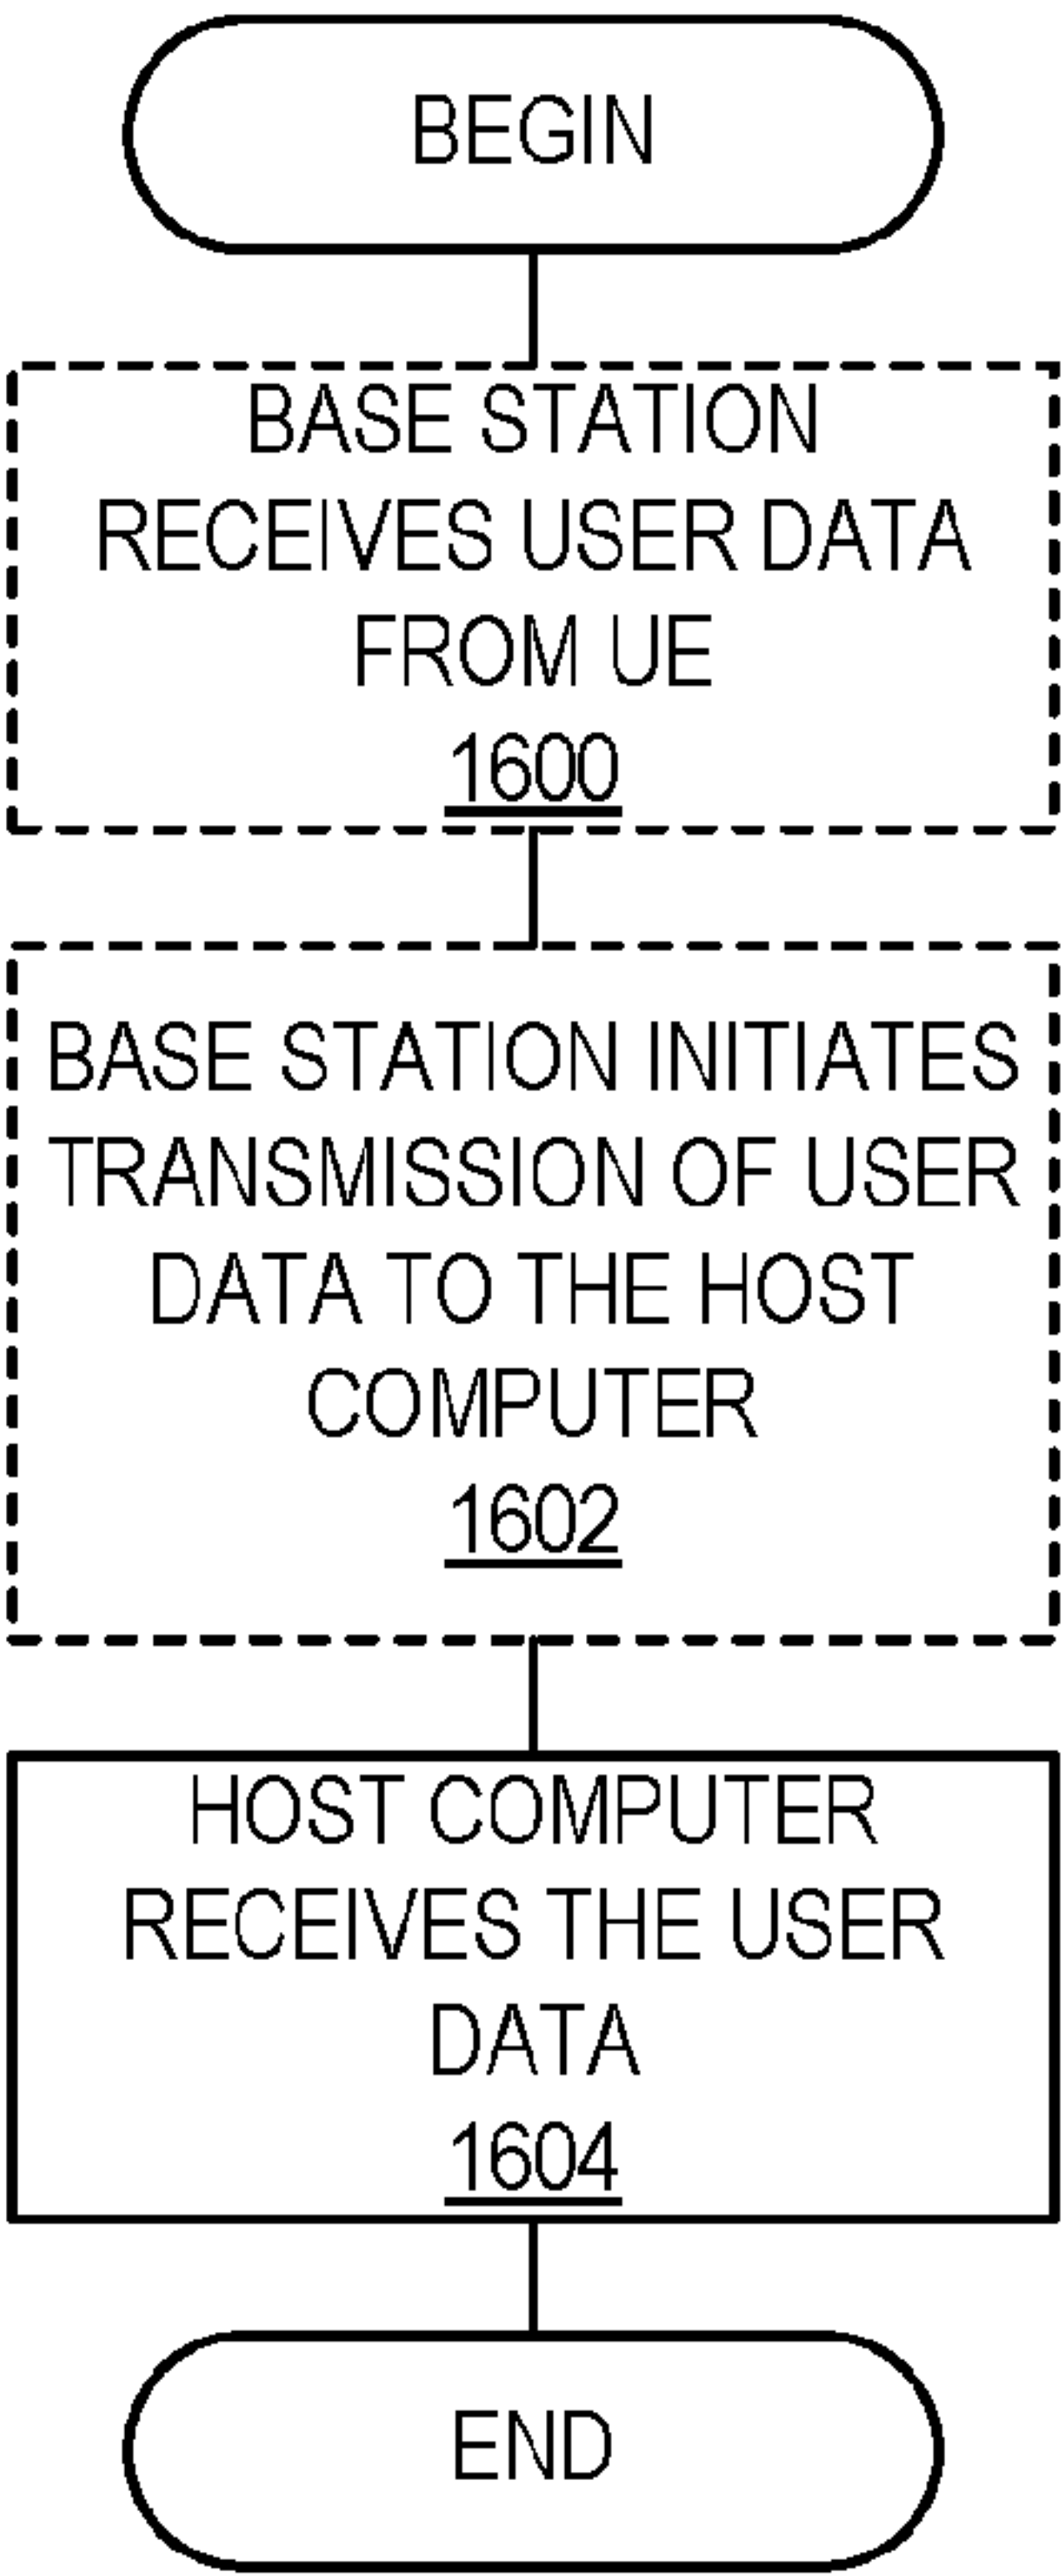 BEGIN
BASE STATION
RECEIVES USER DATA
FROM UE
1600
BASE STATION INITIATES
TRANSMISSION OF USER
DATA TO THE HOST
COMPUTER
1602
HOST COMPUTER
RECEIVES THE USER
DATA
1604
END